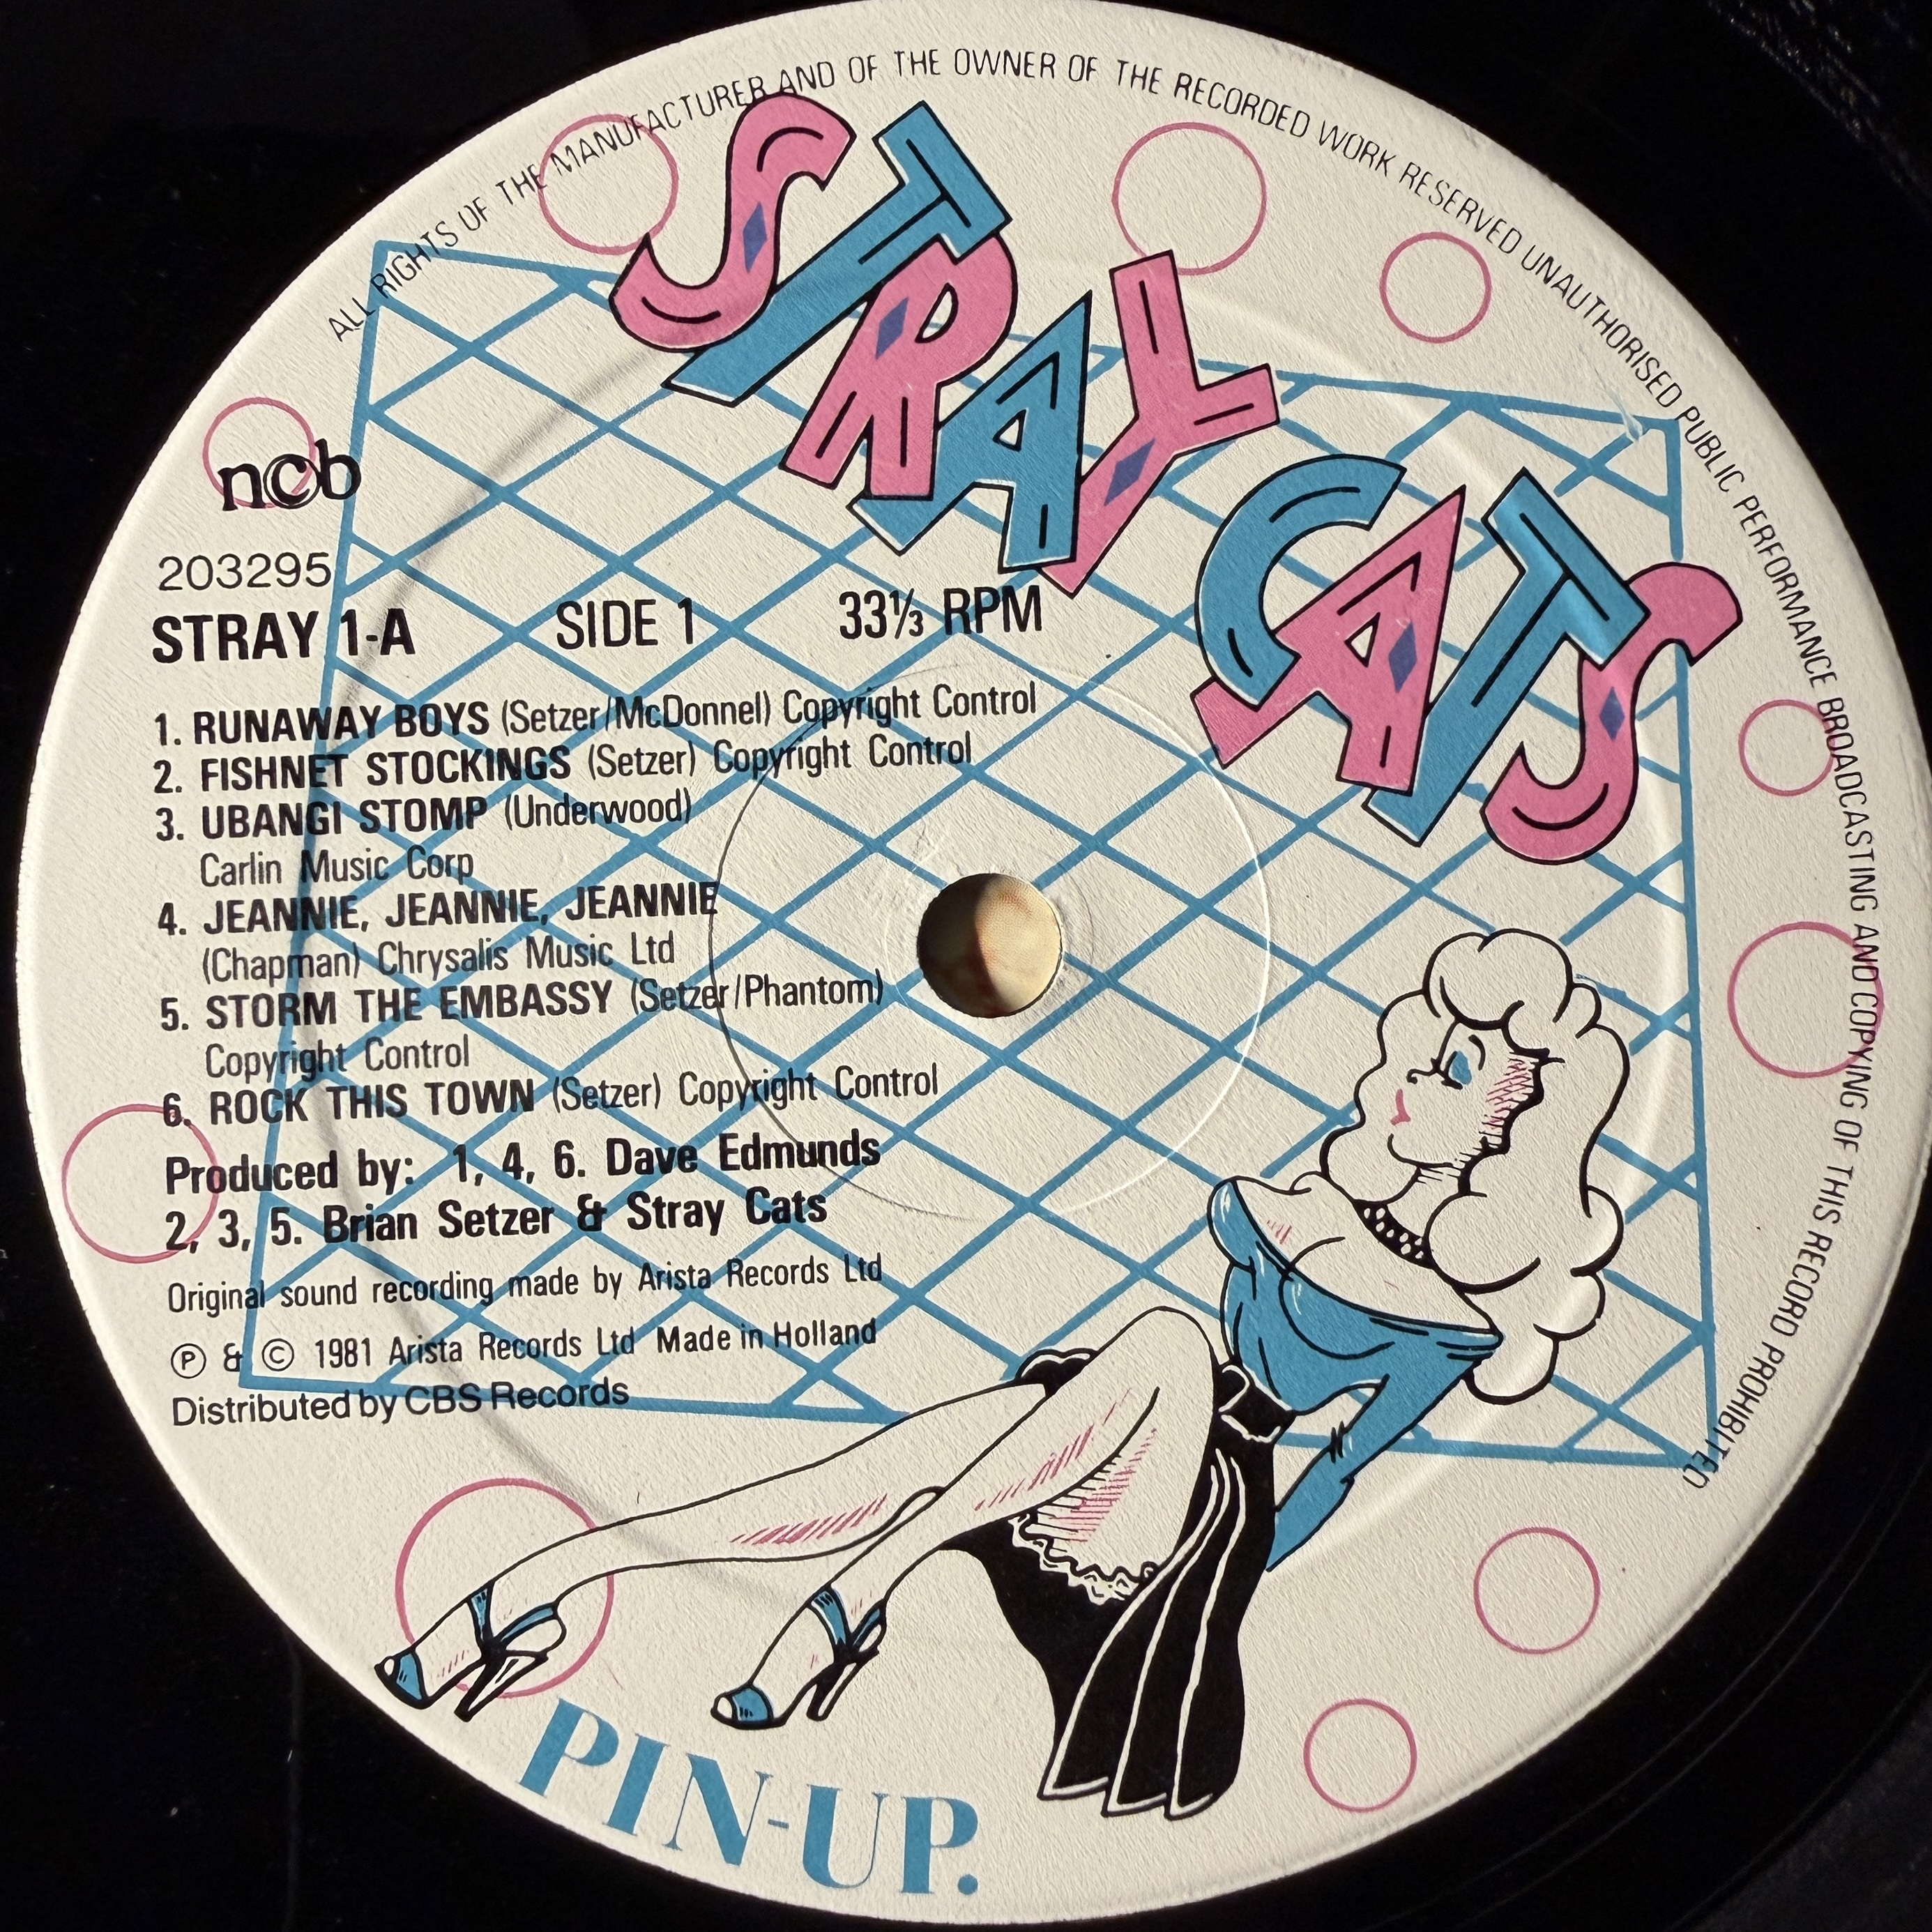 ALL RIGHTS OF THE MANUFACTURER AND OF THE OWNER OF THE RECORDED WORK RESERVED UNAUTHORISED PUBLIC PERFORMANCE BROADCASTING AND COPYING OF THIS RECORD PROHIBITED
STRAY CATS
ncb
203295
STRAY 1-A SIDE 1 33⅓ RPM
1. RUNAWAY BOYS (Setzer/McDonnel) Copyright Control
2. FISHNET STOCKINGS (Setzer) Copyright Control
3. UBANGI STOMP (Underwood)
Carlin Music Corp
4. JEANNIE, JEANNIE, JEANNIE
(Chapman) Chrysalis Music Ltd
5. STORM THE EMBASSY (Setzer/Phantom)
Copyright Control
6. ROCK THIS TOWN (Setzer) Copyright Control
Produced by: 1, 4, 6. Dave Edmunds
2, 3, 5. Brian Setzer & Stray Cats
Original sound recording made by Arista Records Ltd
Ⓟ & © 1981 Arista Records Ltd Made in Holland
Distributed by CBS Records
PIN-UP.